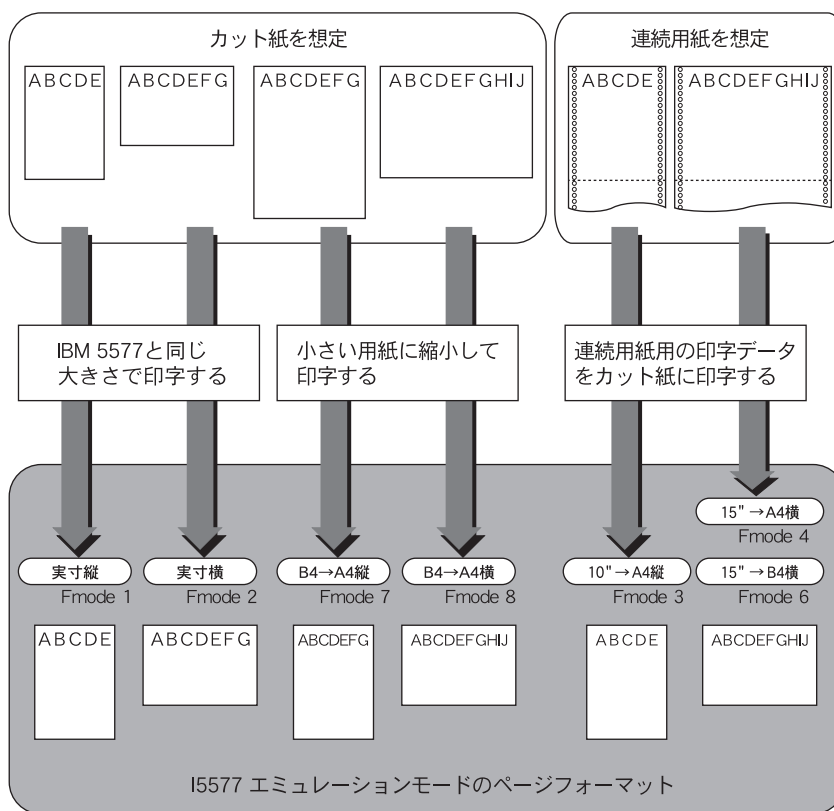 カット紙を想定
連続用紙を想定
ABCDE
ABCDEFG
ABCDEFG
ABCDEFGHIJ
ABCDE
ABCDEFGHIJ
IBM 5577と同じ
大きさで印字する
小さい用紙に縮小して
印字する
連続用紙用の印字データ
をカット紙に印字する
15" →A4横
Fmode 4
実寸縦
Fmode 1
実寸横
Fmode 2
B4→A4縦
Fmode 7
B4→A4横
Fmode 8
10" →A4縦
Fmode 3
15" →B4横
Fmode 6
ABCDE
ABCDEFG
ABCDEFG
ABCDEFGHIJ
ABCDE
ABCDEFGHIJ
I5577 エミュレーションモードのページフォーマット